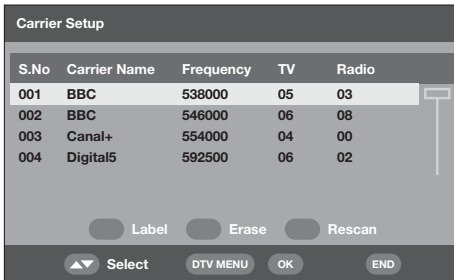 Carrier Setup
S.No Carrier Name Frequency TV Radio
001 BBC 538000 05 03
002 BBC 546000 06 08
003 Canal+ 554000 04 00
004 Digital5 592500 06 02
Label Erase Rescan
Select DTV MENU OK END